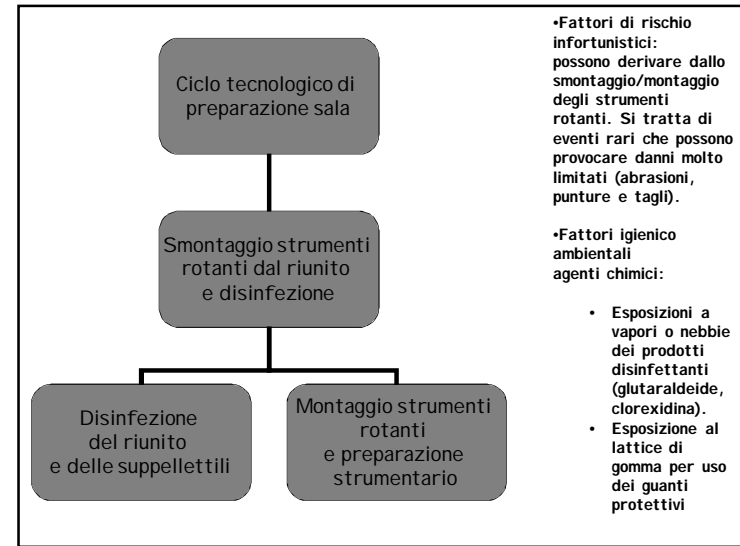 Ciclo tecnologico di
preparazione sala
Smontaggio strumenti
rotanti dal riunito
e disinfezione
Disinfezione
del riunito
e delle suppellettili
Montaggio strumenti
rotanti
e preparazione
strumentario
•Fattori di rischio
infortunistici:
possono derivare dallo
smontaggio/montaggio
degli strumenti
rotanti. Si tratta di
eventi rari che possono
provocare danni molto
limitati (abrasioni,
punture e tagli).
•Fattori igienico
ambientali
agenti chimici:
• Esposizioni a
vapori o nebbie
dei prodotti
disinfettanti
(glutaraldeide,
clorexidina).
• Esposizione al
lattice di
gomma per uso
dei guanti
protettivi